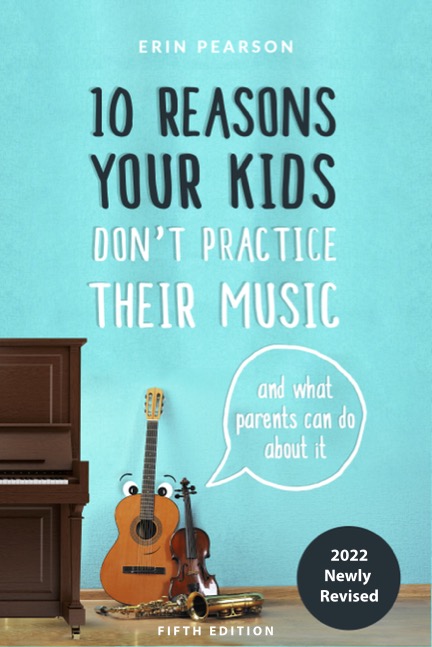 ERIN PEARSON
10 REASONS
YOUR KIDS
DON'T PRACTICE
THEIR MUSIC
and what
parents can do
about it
2022
Newly
Revised
FIFTH EDITION